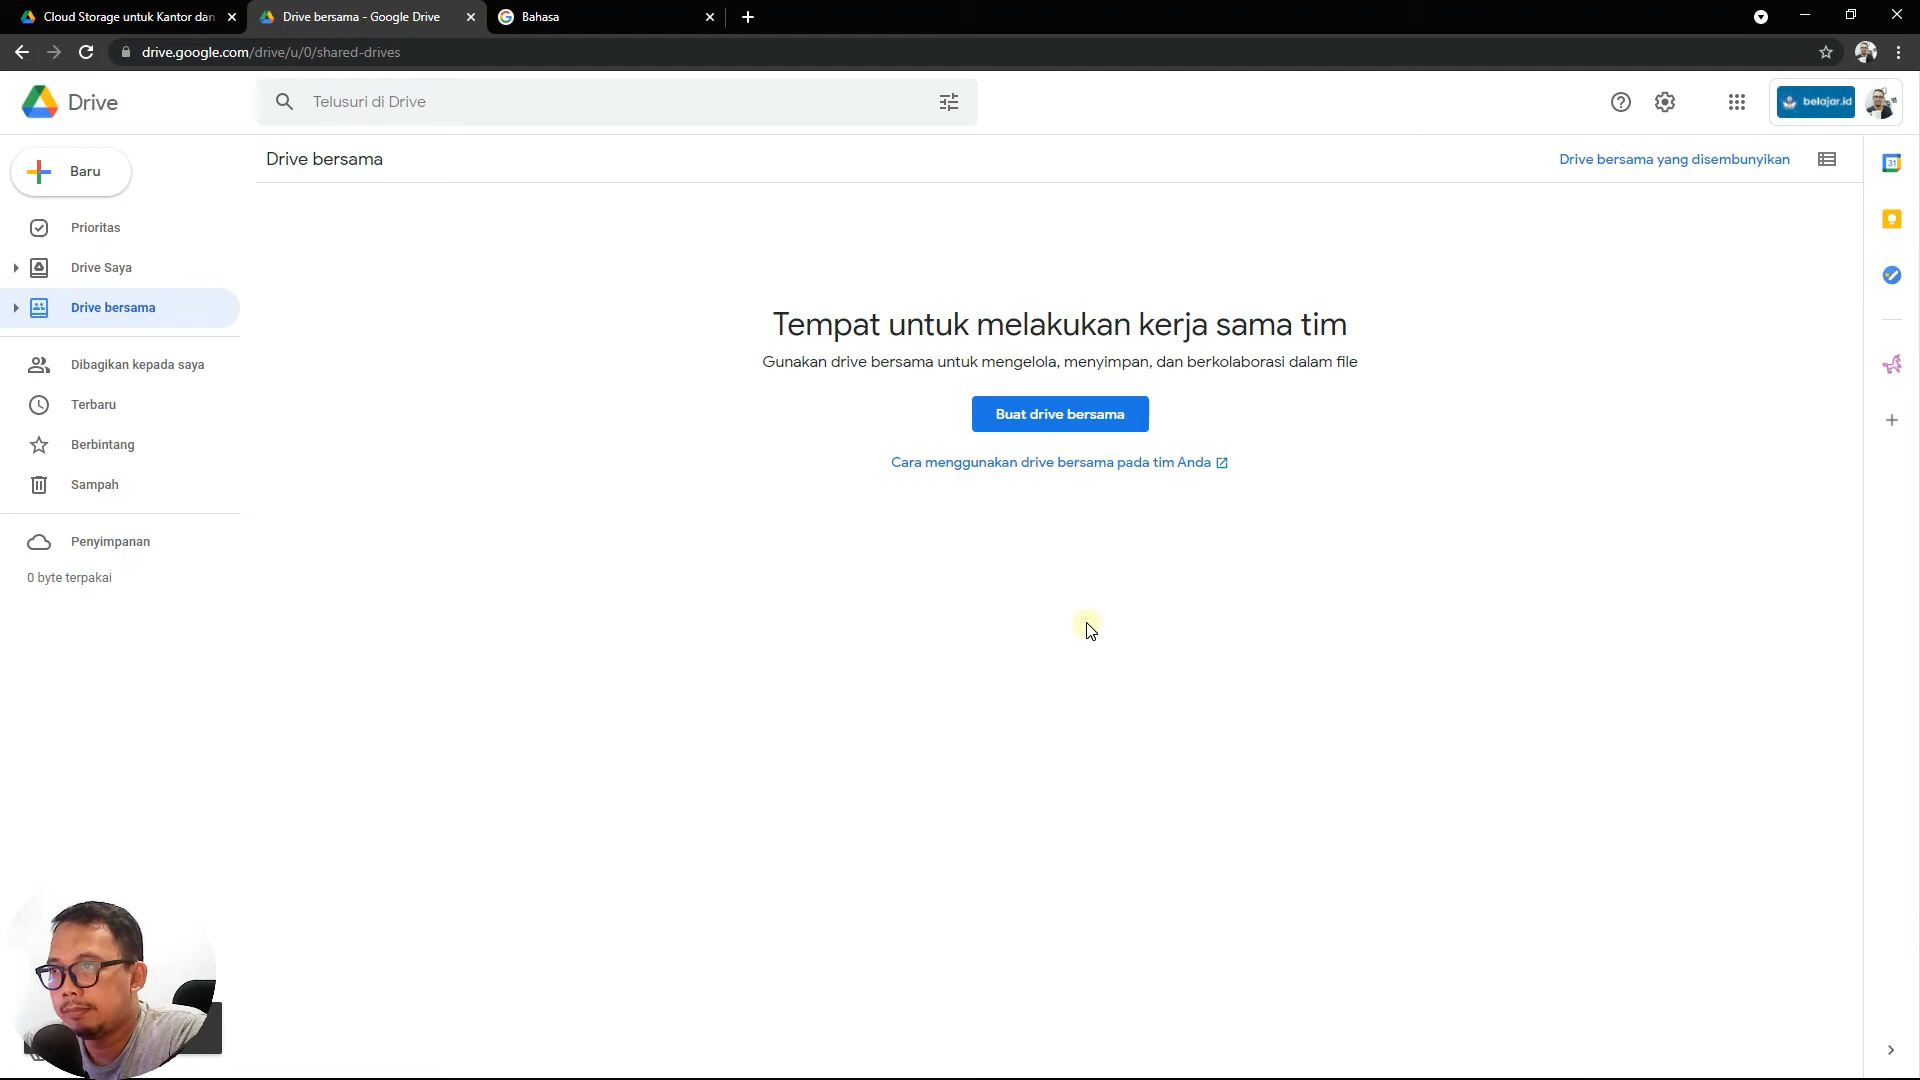 Cloud Storage untuk Kantor dan
Drive bersama - Google Drive
Bahasa
drive.google.com/drive/u/0/shared-drives
Drive
Telusuri di Drive
belajar.id
Baru
Drive bersama
Drive bersama yang disembunyikan
31
Prioritas
Drive Saya
Drive bersama
Dibagikan kepada saya
Terbaru
Berbintang
Sampah
Penyimpanan
0 byte terpakai
Tempat untuk melakukan kerja sama tim
Gunakan drive bersama untuk mengelola, menyimpan, dan berkolaborasi dalam file
Buat drive bersama
Cara menggunakan drive bersama pada tim Anda